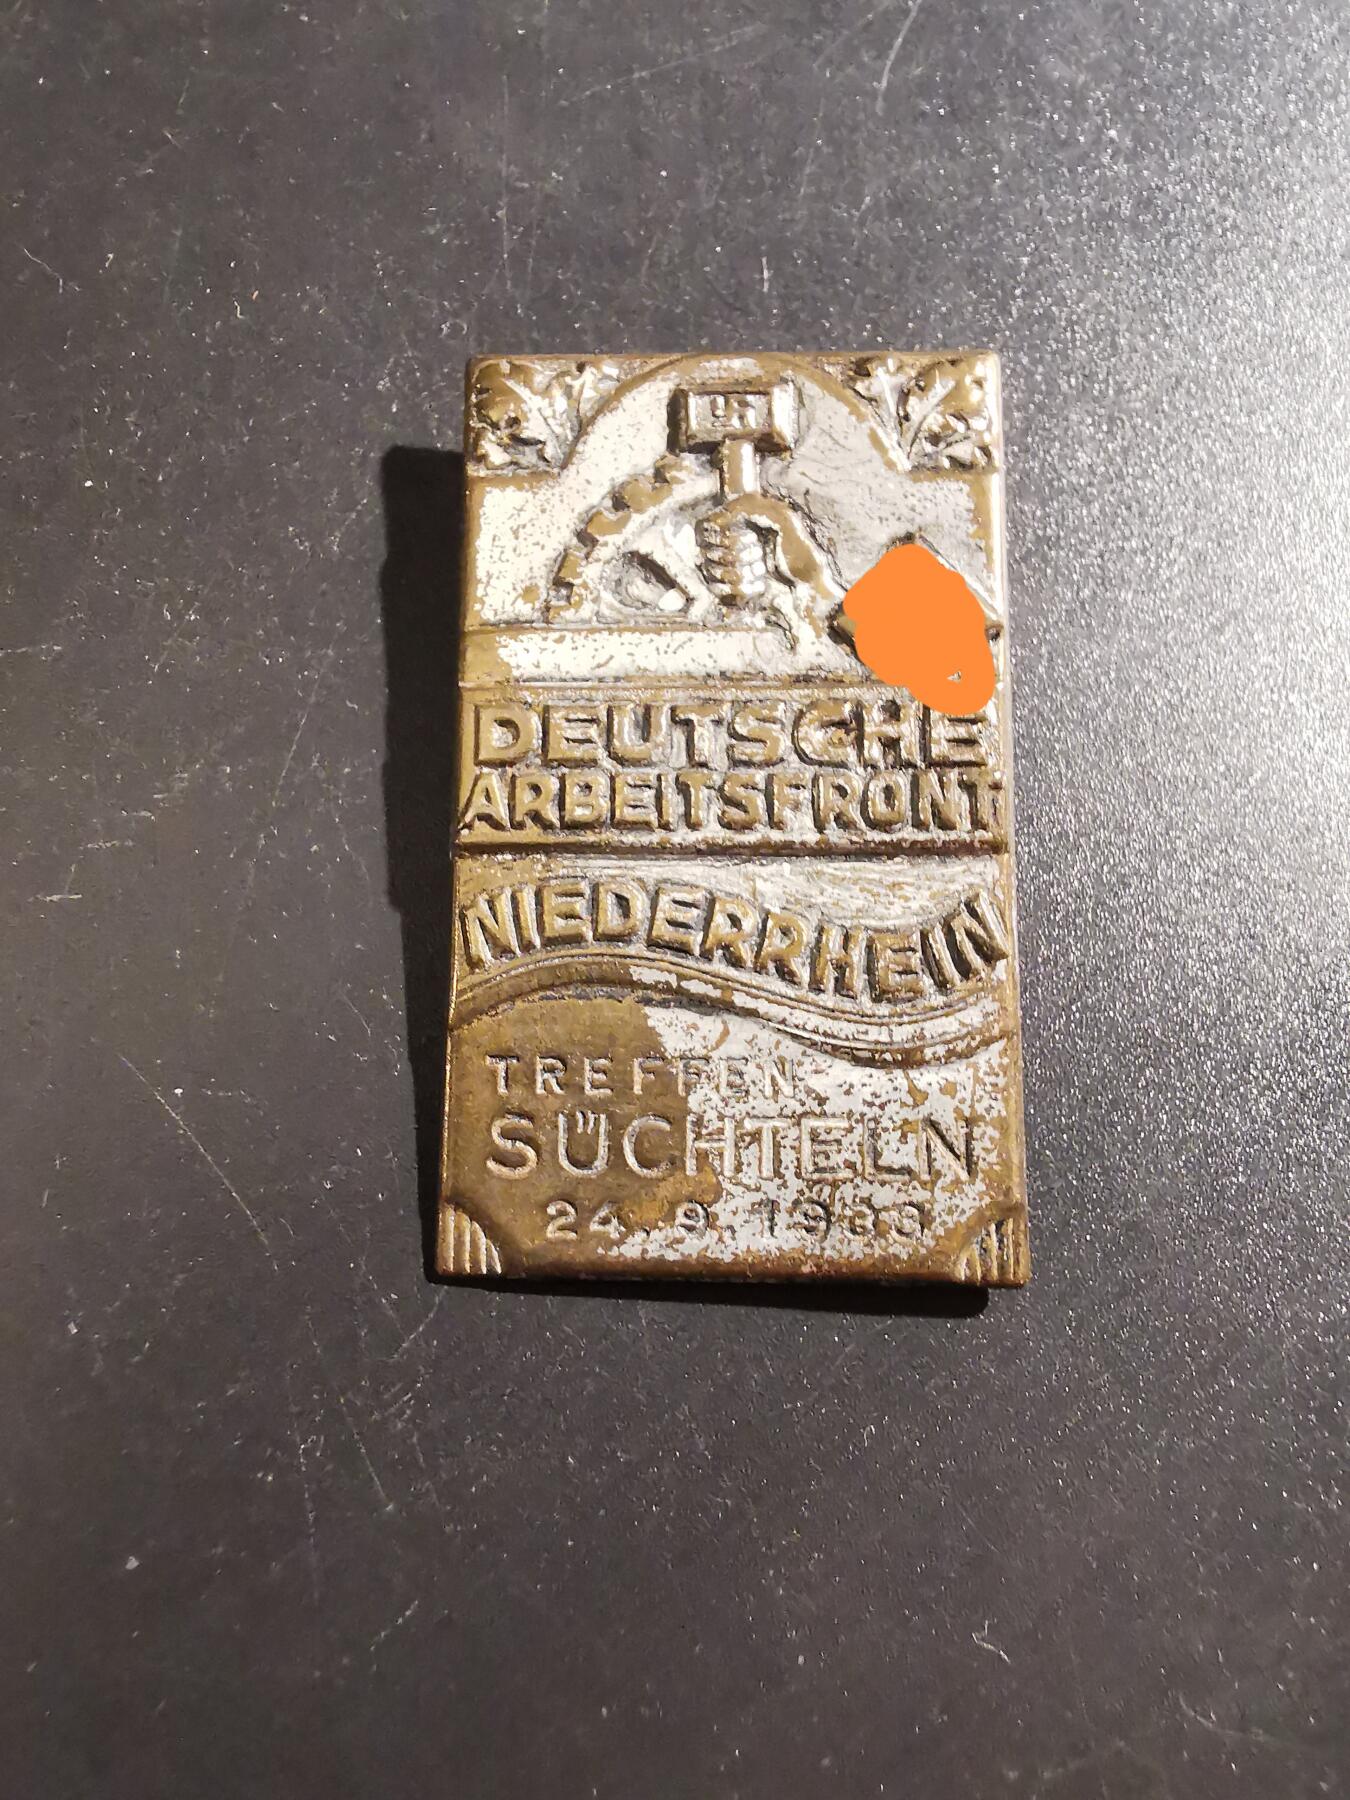 DEUTSCHE
ARBEITSFRONT
NIEDERRHEIN
TREFFEN
SÜCHTELN
24.9.1933